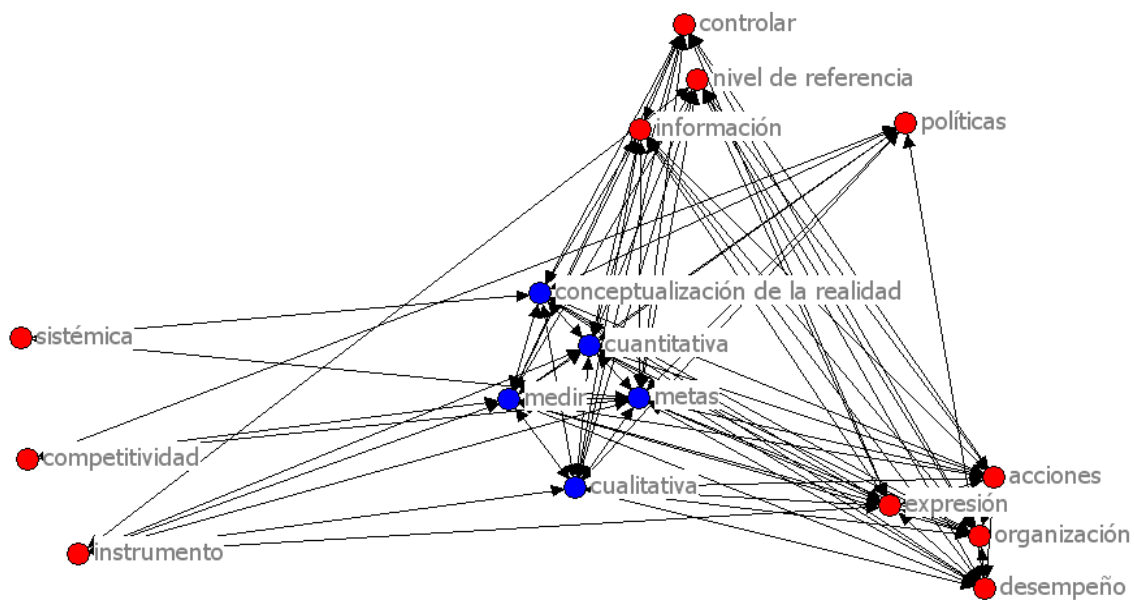 controlar
nivel de referencia
información
políticas
conceptualización de la realidad
sistémica
cuantitativa
medir
metas
competitividad
cualitativa
acciones
expresión
organización
instrumento
desempeño